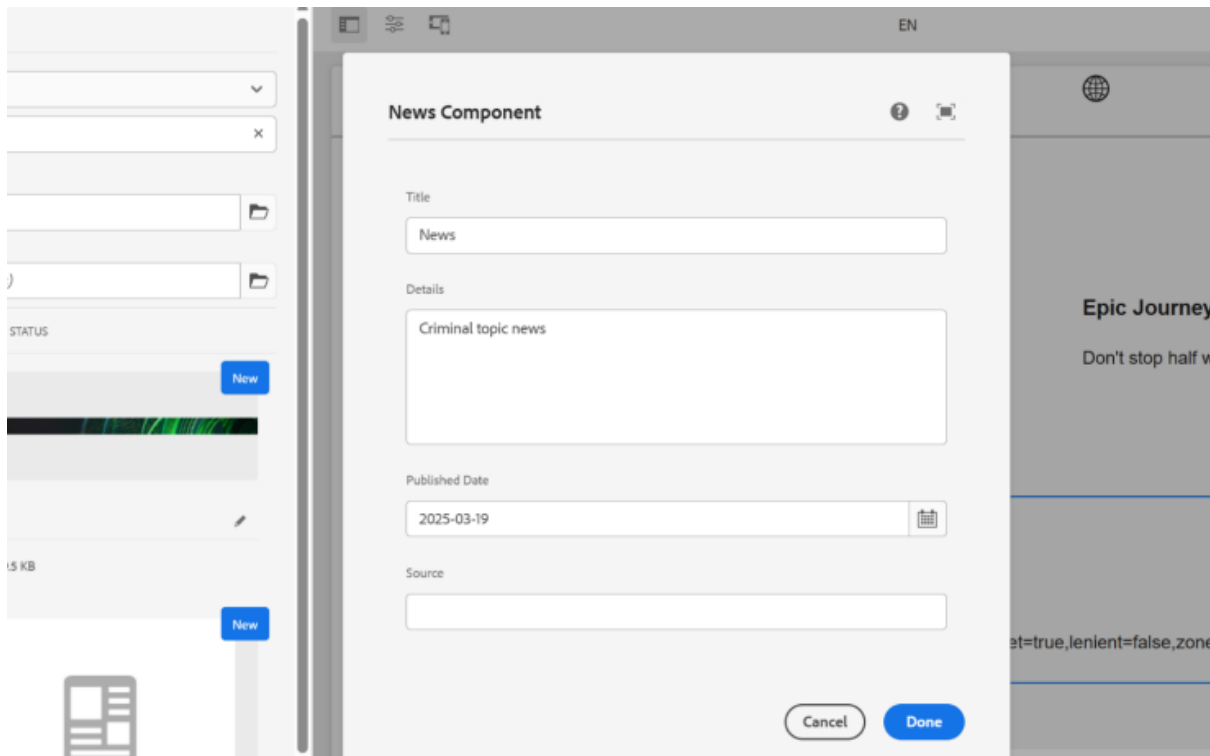 EN
News Component
Title
News
Details
Criminal topic news
Published Date
2025-03-19
Source
Cancel
Done
STATUS
New
.5 KB
New
Epic Journey
Don't stop half w
et=true,lenient=false,zone